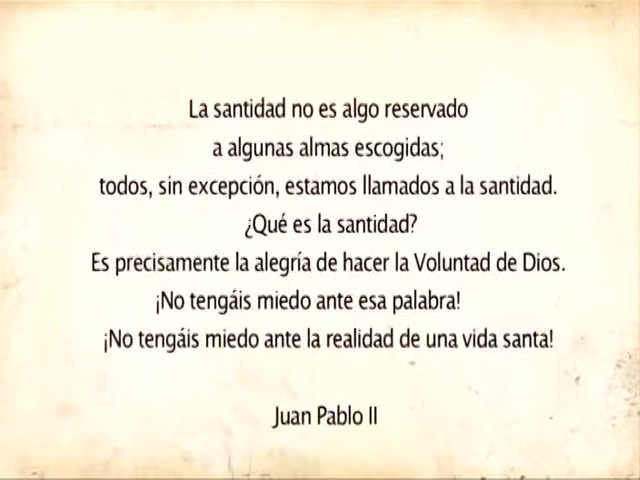 La santidad no es algo reservado
a algunas almas escogidas;
todos, sin excepción, estamos llamados a la santidad.
¿Qué es la santidad?
Es precisamente la alegría de hacer la Voluntad de Dios.
¡No tengáis miedo ante esa palabra!
¡No tengáis miedo ante la realidad de una vida santa!
Juan Pablo II